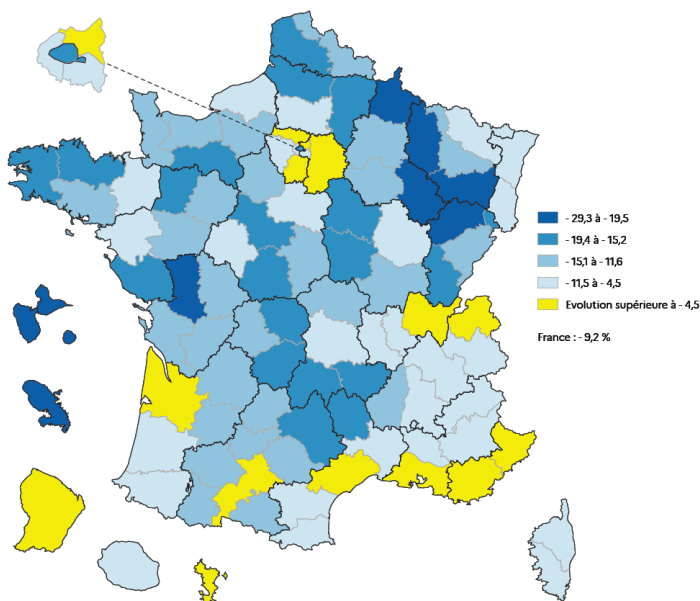 - 29,3 à - 19,5
- 19,4 à - 15,2
- 15,1 à - 11,6
- 11,5 à - 4,5
Evolution supérieure à - 4,5
France : - 9,2 %